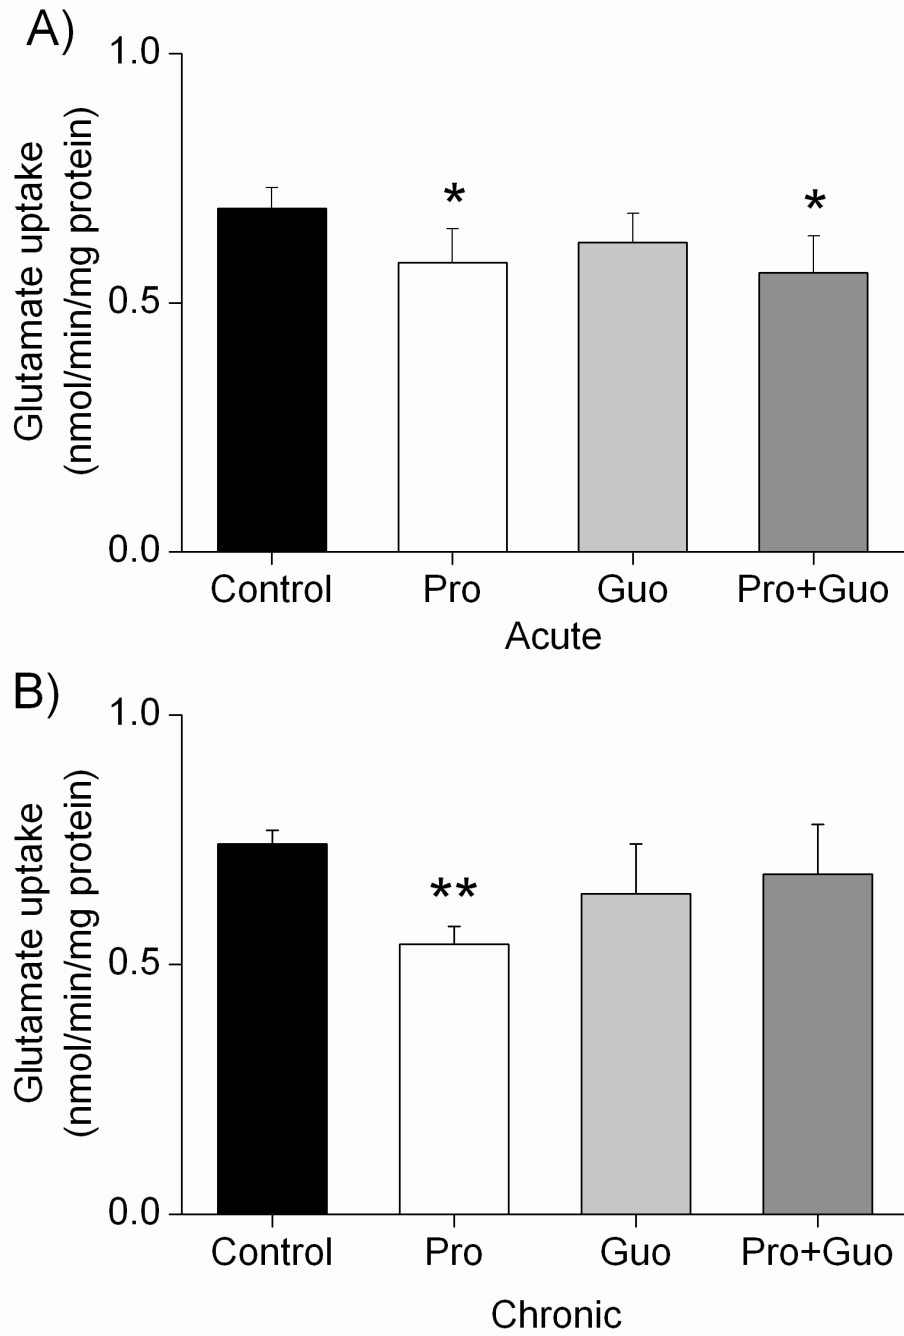 A)
1.0
0.5
0.0
Glutamate uptake
(nmol/min/mg protein)
*
*
Control Pro Guo Pro+Guo
Acute
B)
1.0
0.5
0.0
Glutamate uptake
(nmol/min/mg protein)
**
Control Pro Guo Pro+Guo
Chronic